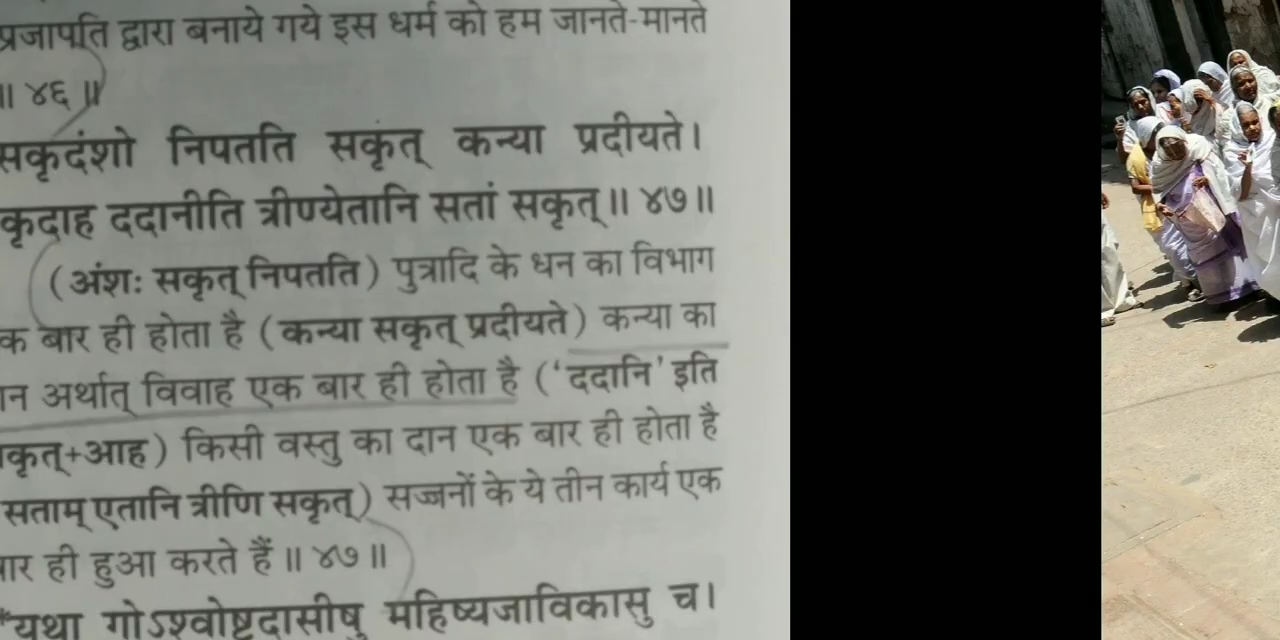 प्रजापति द्वारा बनाये गये इस धर्म को हम जानते-मानते
॥ ४६ ॥
सकृदंशो निपतति सकृत् कन्या प्रदीयते।
कृदाह ददानीति त्रीण्येतानि सतां सकृत्॥ ४७॥
(अंशः सकृत् निपतति) पुत्रादि के धन का विभाग
क बार ही होता है (कन्या सकृत् प्रदीयते) कन्या का
ान अर्थात् विवाह एक बार ही होता है ('ददानि' इति
कृत्+आह) किसी वस्तु का दान एक बार ही होता है
सताम् एतानि त्रीणि सकृत्) सज्जनों के ये तीन कार्य एक
ार ही हुआ करते हैं॥ ४७॥
*यथा गोऽश्वोष्ट्रदासीषु महिष्यजाविकासु च।